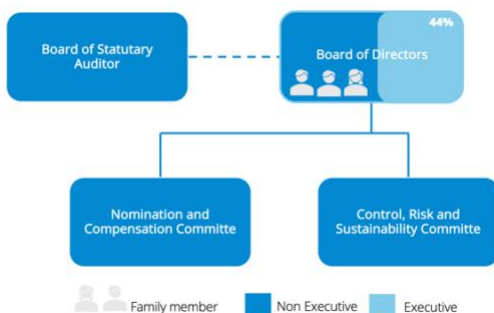 44%
Board of Statutary
Auditor
Board of Directors
Nomination and
Compensation Committe
Control, Risk and
Sustainability Committe
Family member
Non Executive
Executive